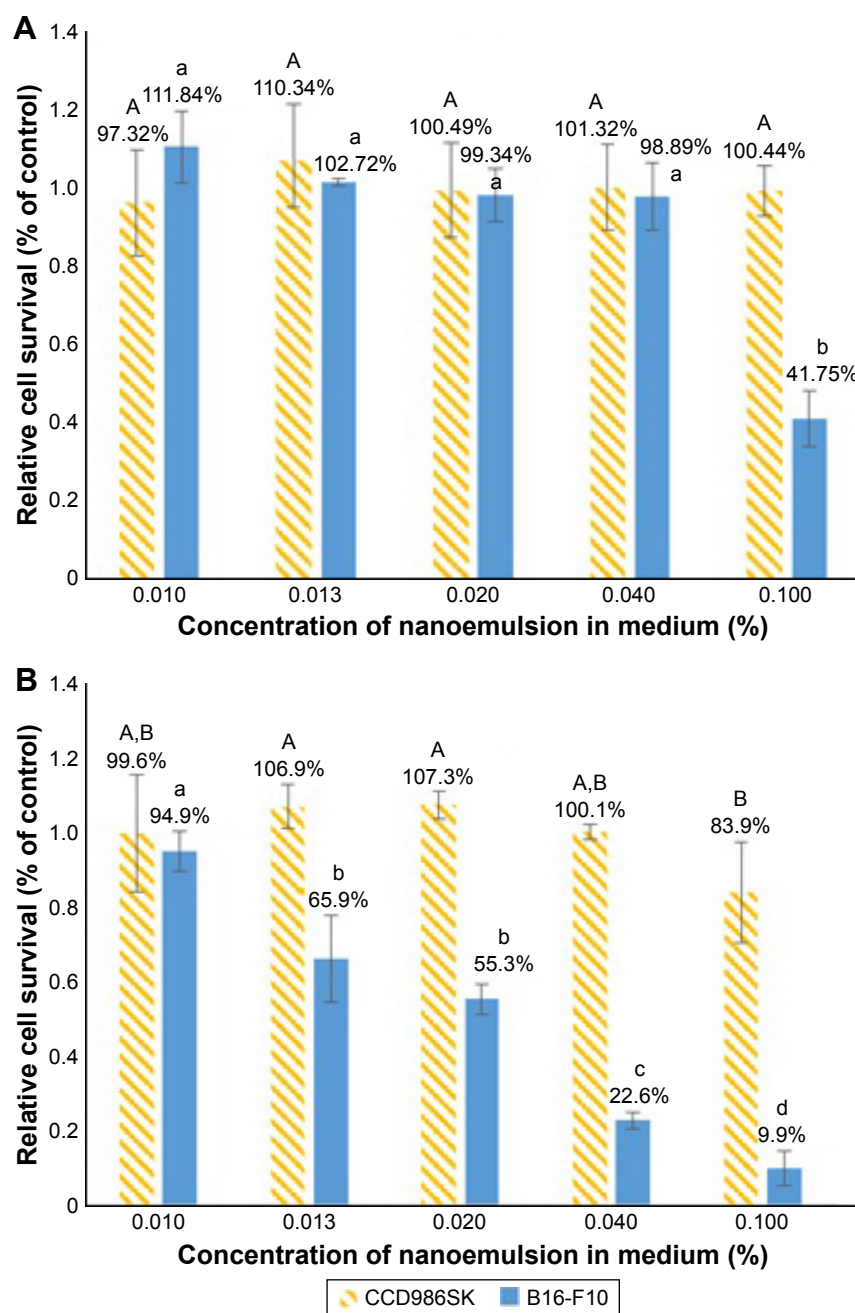 A
Relative cell survival (% of control)
1.4
1.2
1.0
0.8
0.6
0.4
0.2
0
A
97.32%
a
111.84%
A
110.34%
a
102.72%
A
100.49%
99.34%
a
A
101.32%
98.89%
a
A
100.44%
b
41.75%
0.010 0.013 0.020 0.040 0.100
Concentration of nanoemulsion in medium (%)
B
Relative cell survival (% of control)
1.4
1.2
1.0
0.8
0.6
0.4
0.2
0
A,B
99.6%
a
94.9%
A
106.9%
b
65.9%
A
107.3%
b
55.3%
A,B
100.1%
c
22.6%
B
83.9%
d
9.9%
0.010 0.013 0.020 0.040 0.100
Concentration of nanoemulsion in medium (%)
CCD986SK B16-F10